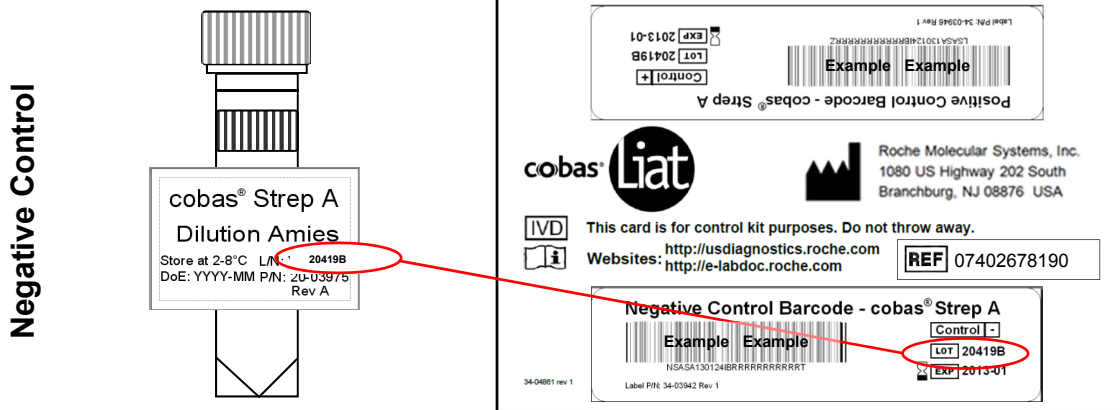 Negative Control
cobas® Strep A
Dilution Amies
Store at 2-8°C L/N: 20419B
DoE: YYYY-MM P/N: 20-03975
Rev A
Label P/N: 34-03946 Rev 1
LSASA130124IBRRRRRRRRRRRRZ
Example Example
EXP 2013-01
LOT 20419B
Control +
Positive Control Barcode - cobas® Strep A
cobas® Liat
Roche Molecular Systems, Inc.
1080 US Highway 202 South
Branchburg, NJ 08876 USA
IVD This card is for control kit purposes. Do not throw away.
i Websites: http://usdiagnostics.roche.com
http://e-labdoc.roche.com
REF 07402678190
Negative Control Barcode - cobas® Strep A
Example Example
NSASA130124IBRRRRRRRRRRRRT
Control -
LOT 20419B
EXP 2013-01
Label P/N: 34-03942 Rev 1
34-04861 rev 1